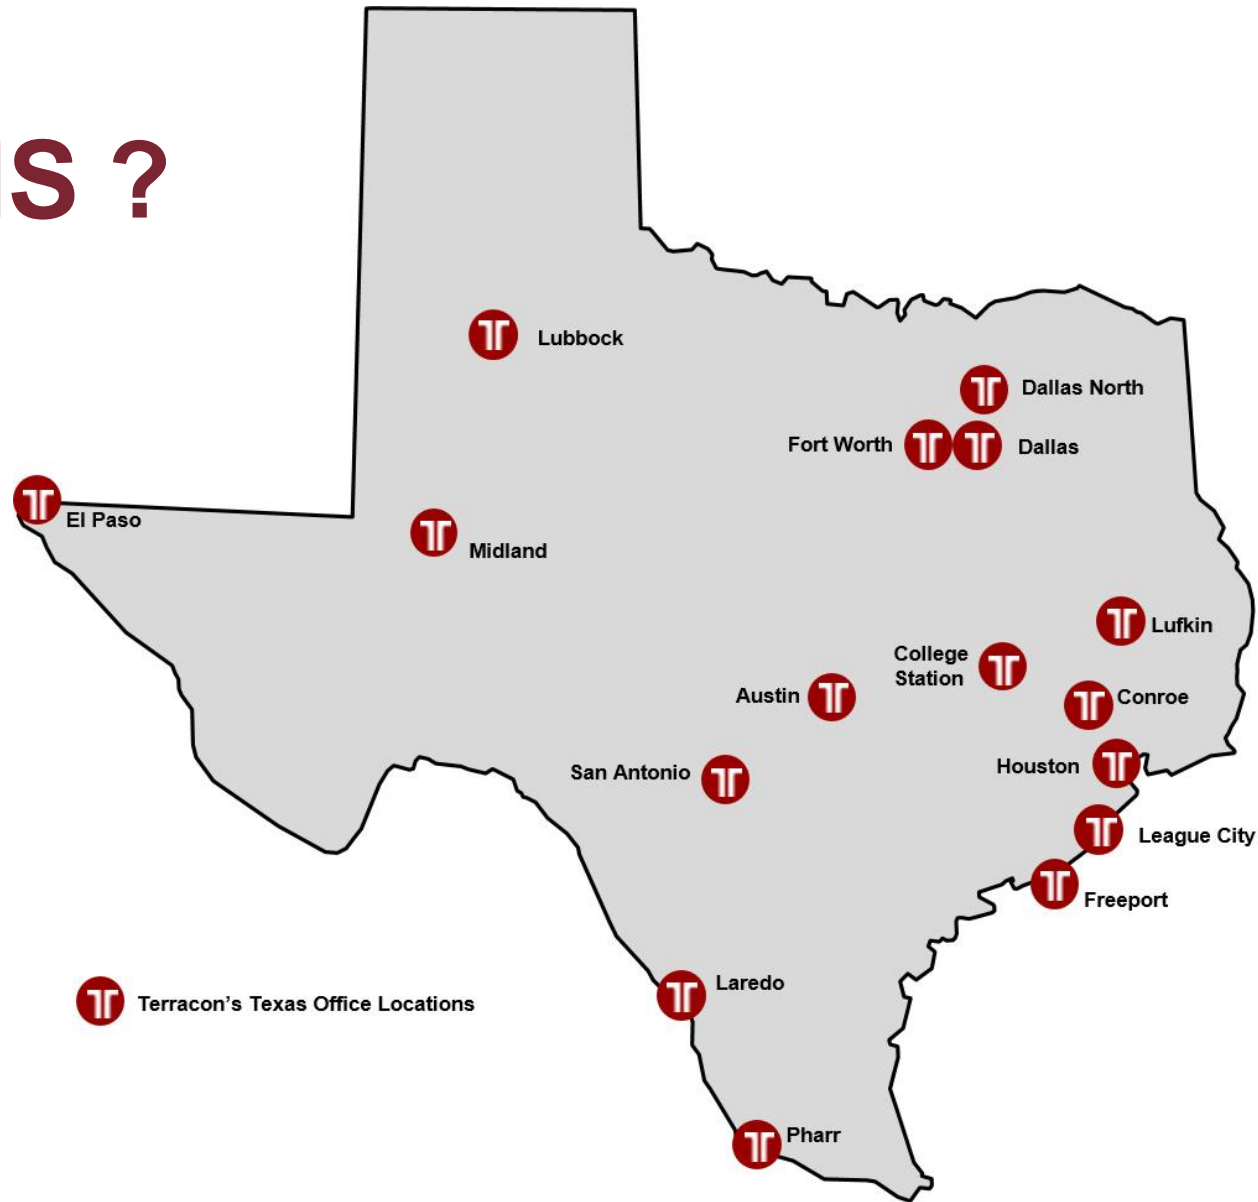 S ?
Lubbock
Dallas North
Fort Worth
Dallas
El Paso
Midland
Lufkin
College
Station
Conroe
Austin
Houston
San Antonio
League City
Freeport
Laredo
Terracon's Texas Office Locations
Pharr